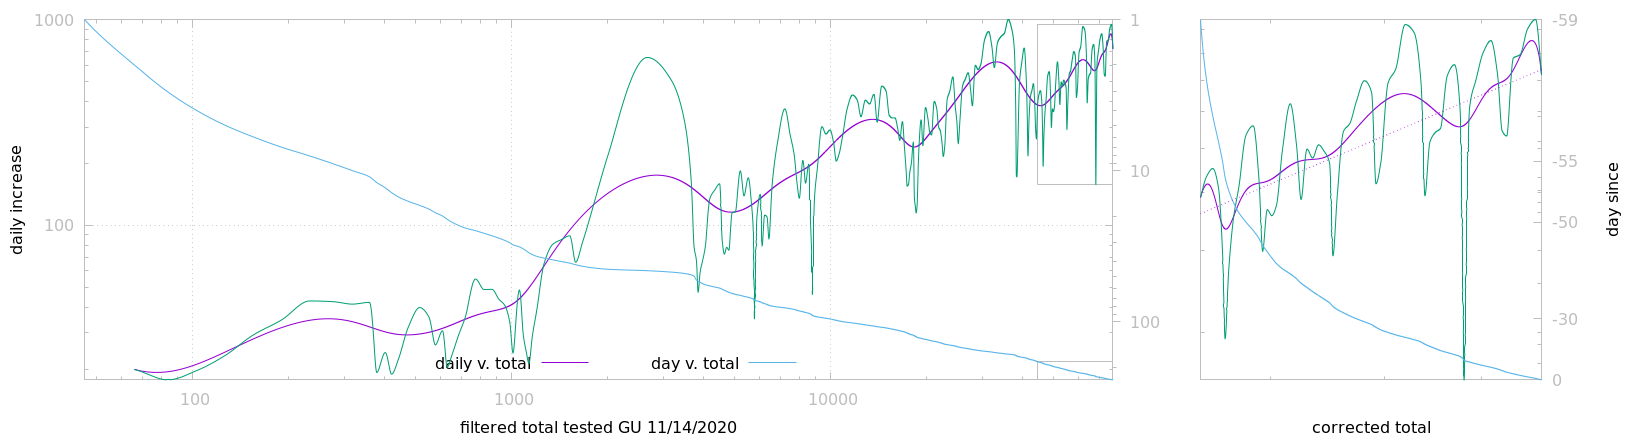 1000
100
daily increase
daily v. total
day v. total
100
1000
10000
filtered total tested GU 11/14/2020
1
10
100
-59
-55
-50
-30
0
day since
corrected total